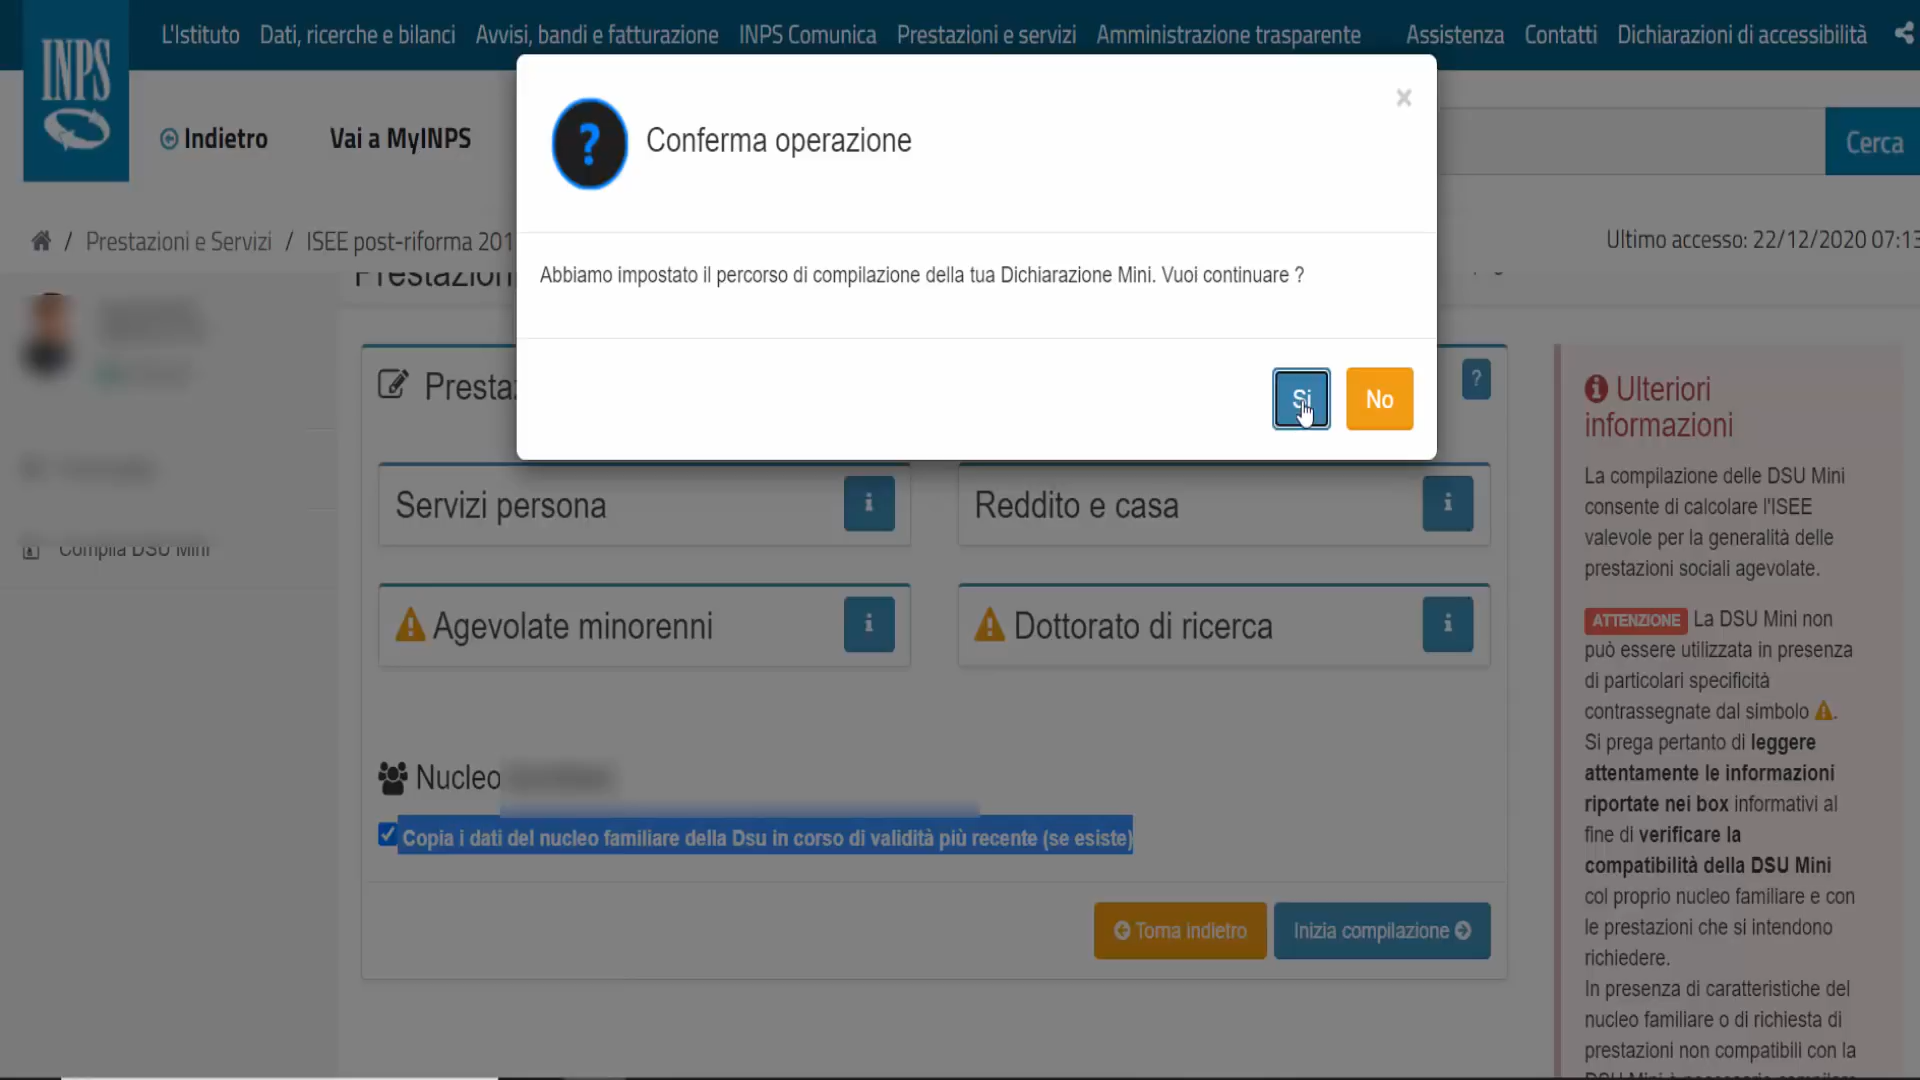 INPS
L'Istituto Dati, ricerche e bilanci Avvisi, bandi e fatturazione INPS Comunica Prestazioni e servizi Amministrazione trasparente Assistenza Contatti Dichiarazioni di accessibilità
Indietro Vai a MyINPS
Cerca
/ Prestazioni e Servizi / ISEE post-riforma 201
Ultimo accesso: 22/12/2020 07:13
Conferma operazione
×
?
Abbiamo impostato il percorso di compilazione della tua Dichiarazione Mini. Vuoi continuare ?
Si
No
Prestazion
Compila DSU Mini
Presta
?
Servizi persona
i
Reddito e casa
i
Agevolate minorenni
i
Dottorato di ricerca
i
Nucleo
Copia i dati del nucleo familiare della Dsu in corso di validità più recente (se esiste)
Torna indietro
Inizia compilazione
Ulteriori
informazioni
La compilazione delle DSU Mini
consente di calcolare l'ISEE
valevole per la generalità delle
prestazioni sociali agevolate.
ATTENZIONE La DSU Mini non
può essere utilizzata in presenza
di particolari specificità
contrassegnate dal simbolo .
Si prega pertanto di leggere
attentamente le informazioni
riportate nei box informativi al
fine di verificare la
compatibilità della DSU Mini
col proprio nucleo familiare e con
le prestazioni che si intendono
richiedere.
In presenza di caratteristiche del
nucleo familiare o di richiesta di
prestazioni non compatibili con la